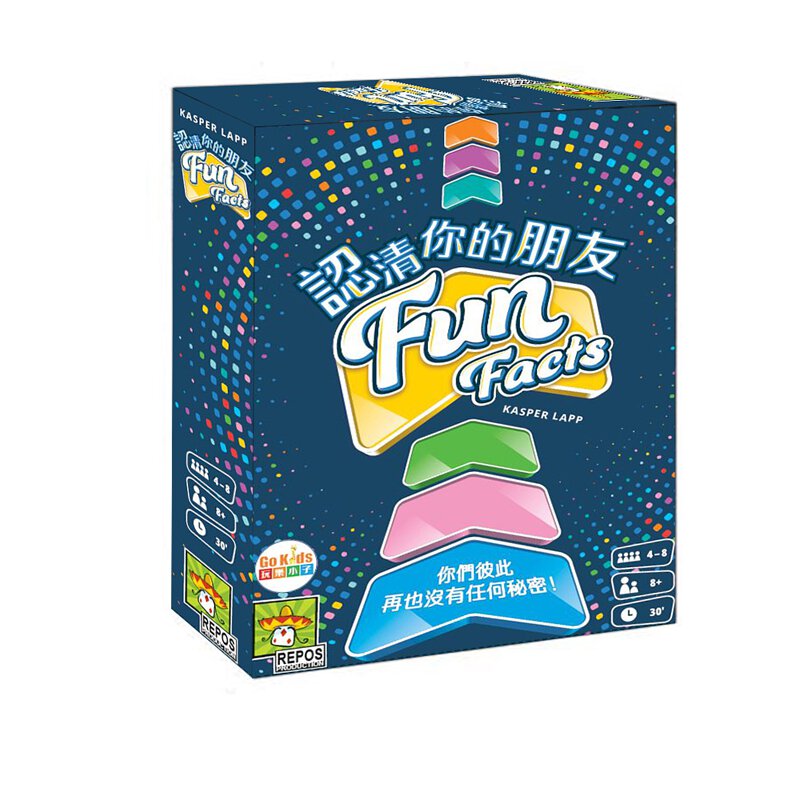 KASPER LAPP
認清你的朋友
Fun
Facts
4-8
8+
30'
REPOS
PRODUCTION
認清你的朋友
Fun
Facts
KASPER LAPP
Go Kids
玩樂小子
你們彼此
再也沒有任何秘密!
4-8
8+
30'
REPOS
PRODUCTION